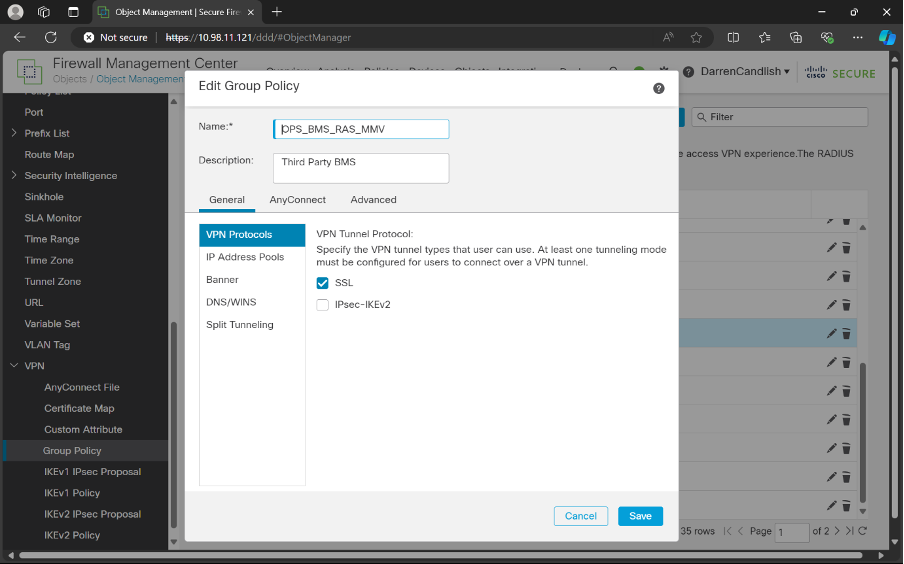 Object Management | Secure Fire
Not secure
https://10.98.11.121/ddd/#ObjectManager
Firewall Management Center
Objects / Object Management
DarrenCandlish
CISCO SECURE
Port
Prefix List
Route Map
Security Intelligence
Sinkhole
SLA Monitor
Time Range
Time Zone
Tunnel Zone
URL
Variable Set
VLAN Tag
VPN
AnyConnect File
Certificate Map
Custom Attribute
Group Policy
IKEv1 IPsec Proposal
IKEv1 Policy
IKEv2 IPsec Proposal
IKEv2 Policy
Edit Group Policy
Name:*
OPS_BMS_RAS_MMV
Description:
Third Party BMS
General
AnyConnect
Advanced
VPN Protocols
IP Address Pools
Banner
DNS/WINS
Split Tunneling
VPN Tunnel Protocol:
Specify the VPN tunnel types that user can use. At least one tunneling mode
must be configured for users to connect over a VPN tunnel.
SSL
IPsec-IKEv2
Cancel
Save
Filter
e access VPN experience.The RADIUS
35 rows
Page 1 of 2